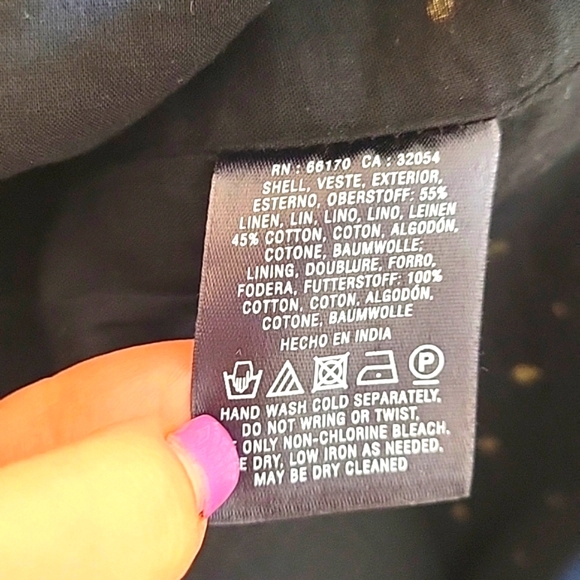 RN : 66170 CA : 32054
SHELL, VESTE, EXTERIOR,
ESTERNO, OBERSTOFF: 55%
LINEN, LIN, LINO, LINO, LEINEN
45% COTTON, COTON, ALGODÓN,
COTONE, BAUMWOLLE;
LINING, DOUBLURE, FORRO,
FODERA, FUTTERSTOFF: 100%
COTTON, COTON, ALGODÓN,
COTONE, BAUMWOLLE
HECHO EN INDIA
P
HAND WASH COLD SEPARATELY,
DO NOT WRING OR TWIST,
ONLY NON-CHLORINE BLEACH.
DRY, LOW IRON AS NEEDED.
MAY BE DRY CLEANED